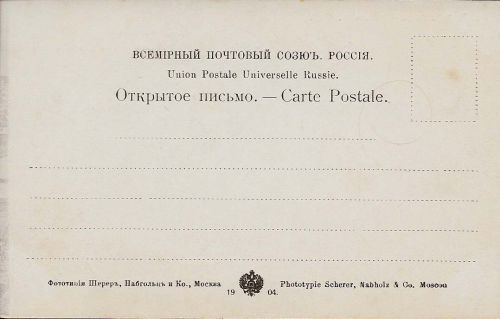 ВСЕМІРНЫЙ ПОЧТОВЫЙ СОЮЗЪ. РОССІЯ.
Union Postale Universelle Russie.
Открытое письмо. — Carte Postale.
Фототипія Шереръ, Набгольцъ и Ко., Москва
19 04.
Phototypie Scherer, Nabholz & Co. Moscou